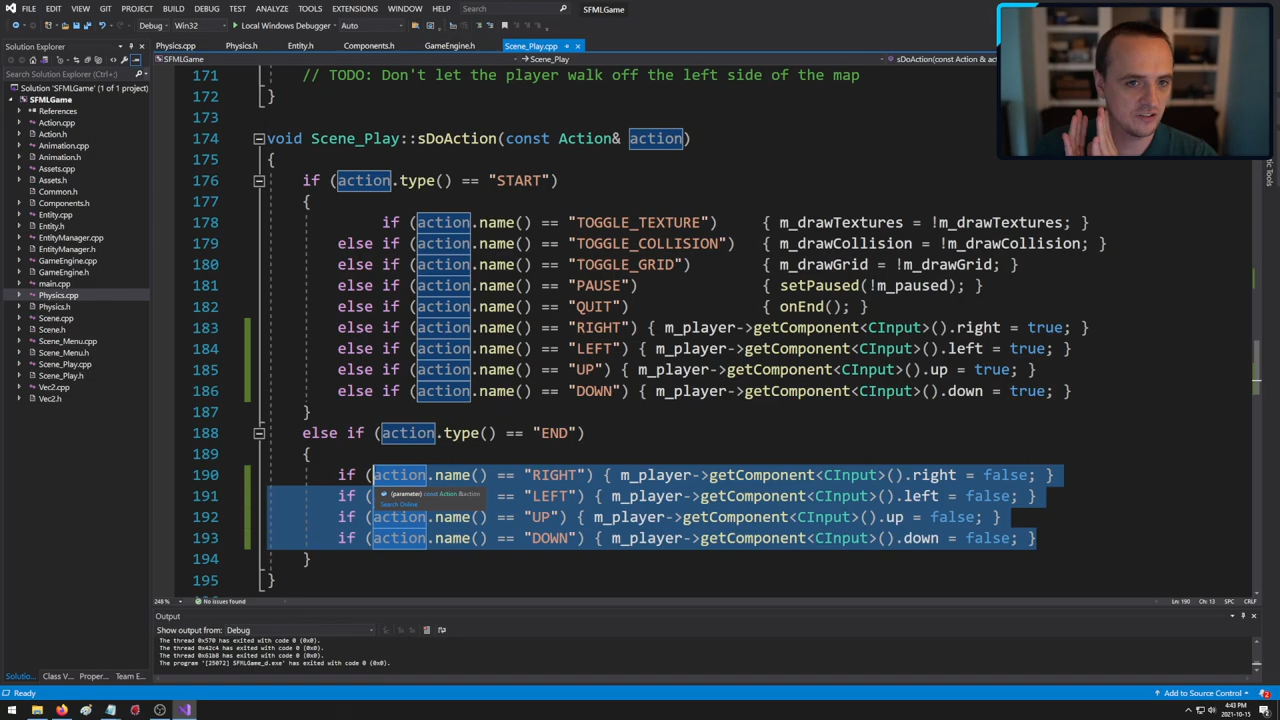 FILE EDIT VIEW GIT PROJECT BUILD DEBUG TEST ANALYZE TOOLS EXTENSIONS WINDOW HELP Search SFMLGame
Debug Win32 Local Windows Debugger Auto
Solution Explorer
Search Solution Explorer (Ctrl+;)
Solution 'SFMLGame' (1 of 1 project)
SFMLGame
References
Action.cpp
Action.h
Animation.cpp
Animation.h
Assets.cpp
Assets.h
Common.h
Components.h
Entity.cpp
Entity.h
EntityManager.cpp
EntityManager.h
GameEngine.cpp
GameEngine.h
main.cpp
Physics.cpp
Physics.h
Scene.cpp
Scene.h
Scene_Menu.cpp
Scene_Menu.h
Scene_Play.cpp
Scene_Play.h
Vec2.cpp
Vec2.h
Solutio... Class V... Proper... Team E...
Physics.cpp Physics.h Entity.h Components.h GameEngine.h Scene_Play.cpp
SFMLGame Scene_Play sDoAction(const Action & a
171 // TODO: Don't let the player walk off the left side of the map
172 }
173
174 void Scene_Play::sDoAction(const Action& action)
175 {
176 if (action.type() == "START")
177 {
178 if (action.name() == "TOGGLE_TEXTURE") { m_drawTextures = !m_drawTextures; }
179 else if (action.name() == "TOGGLE_COLLISION") { m_drawCollision = !m_drawCollision; }
180 else if (action.name() == "TOGGLE_GRID") { m_drawGrid = !m_drawGrid; }
181 else if (action.name() == "PAUSE") { setPaused(!m_paused); }
182 else if (action.name() == "QUIT") { onEnd(); }
183 else if (action.name() == "RIGHT") { m_player->getComponent<CInput>().right = true; }
184 else if (action.name() == "LEFT") { m_player->getComponent<CInput>().left = true; }
185 else if (action.name() == "UP") { m_player->getComponent<CInput>().up = true; }
186 else if (action.name() == "DOWN") { m_player->getComponent<CInput>().down = true; }
187 }
188 else if (action.type() == "END")
189 {
190 if (action.name() == "RIGHT") { m_player->getComponent<CInput>().right = false; }
191 if ( == "LEFT") { m_player->getComponent<CInput>().left = false; }
(parameter) const Action &action
Search Online
192 if (action.name() == "UP") { m_player->getComponent<CInput>().up = false; }
193 if (action.name() == "DOWN") { m_player->getComponent<CInput>().down = false; }
194 }
195 }
248 % No issues found Ln: 190 Ch: 13 SPC CRLF
Output
Show output from: Debug
The thread 0x570 has exited with code 0 (0x0).
The thread 0x42c4 has exited with code 0 (0x0).
The thread 0x61b8 has exited with code 0 (0x0).
The program '[25072] SFMLGame_d.exe' has exited with code 0 (0x0).
Ready Add to Source Control 2
4:43 PM
2021-10-15